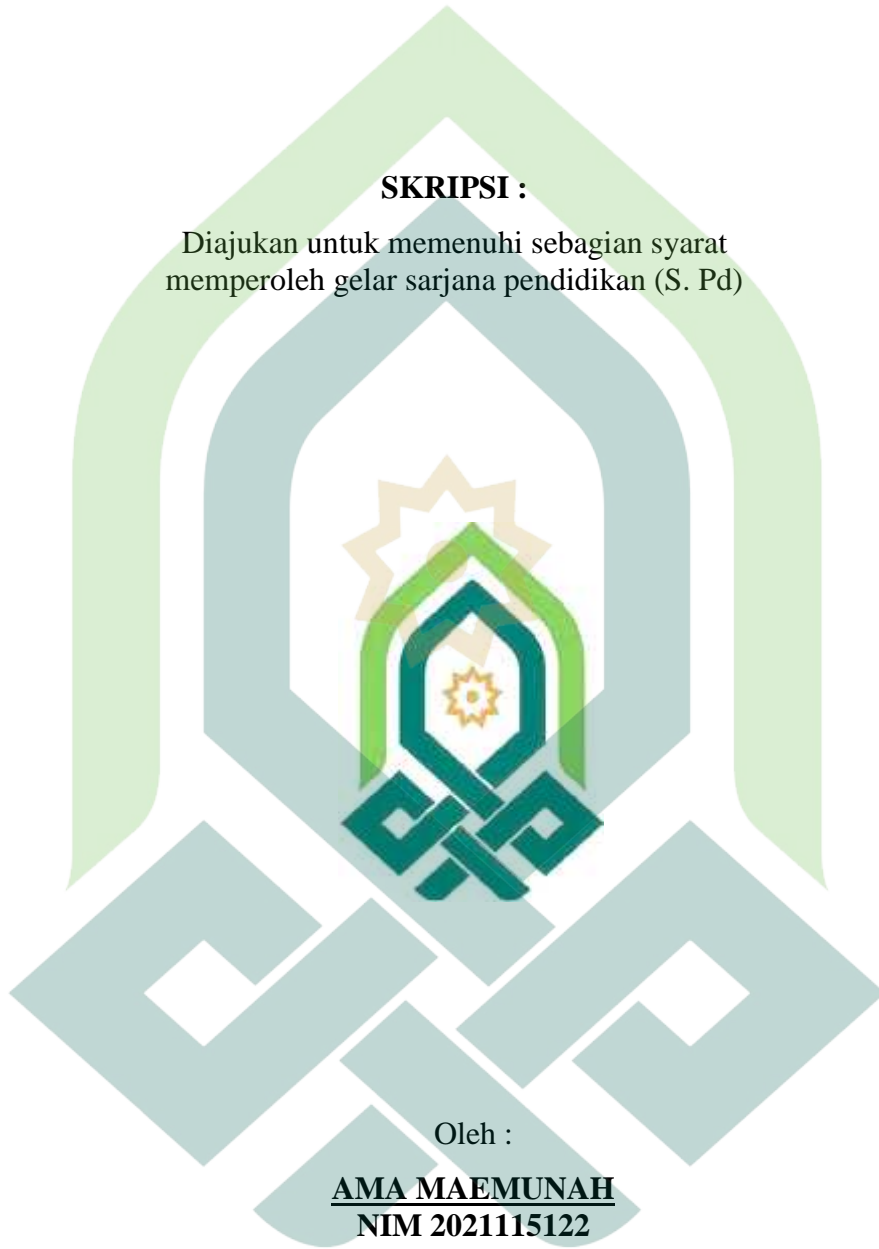 SKRIPSI :
Diajukan untuk memenuhi sebagian syarat
memperoleh gelar sarjana pendidikan (S. Pd)
Oleh :
AMA MAEMUNAH
NIM 2021115122